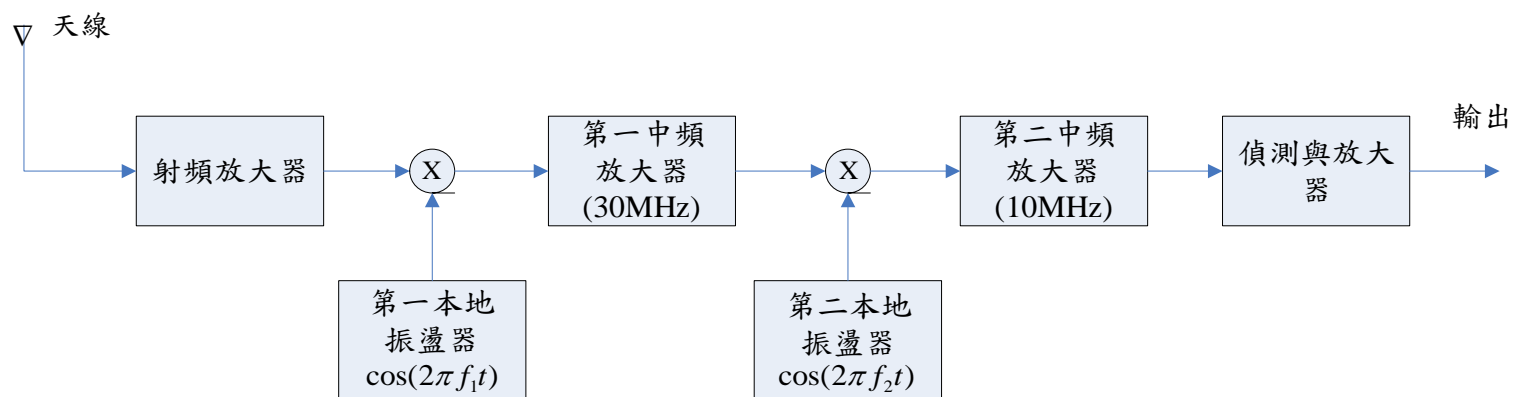 天線
射頻放大器
X
第一中頻
放大器
(30MHz)
X
第二中頻
放大器
(10MHz)
偵測與放大
器
輸出
第一本地
振盪器
cos(2πf₁t)
第二本地
振盪器
cos(2πf₂t)